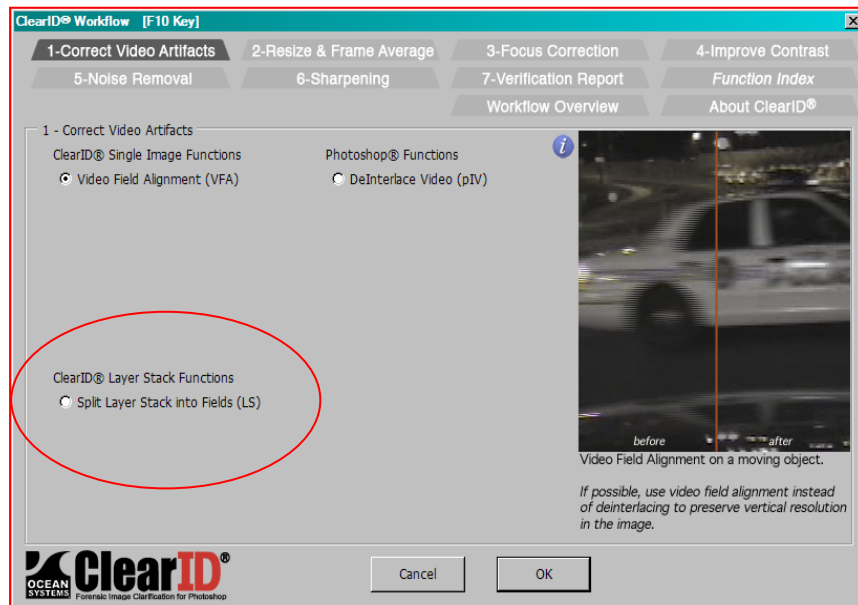 ClearID® Workflow [F10 Key]
1-Correct Video Artifacts
2-Resize & Frame Average
3-Focus Correction
4-Improve Contrast
5-Noise Removal
6-Sharpening
7-Verification Report
Function Index
Workflow Overview
About ClearID®
1 - Correct Video Artifacts
ClearID® Single Image Functions
Photoshop® Functions
Video Field Alignment (VFA)
DeInterlace Video (pIV)
ClearID® Layer Stack Functions
Split Layer Stack into Fields (LS)
before
after
Video Field Alignment on a moving object.
If possible, use video field alignment instead
of deinterlacing to preserve vertical resolution
in the image.
OCEAN
SYSTEMS
ClearID®
Forensic Image Clarification for Photoshop
Cancel
OK